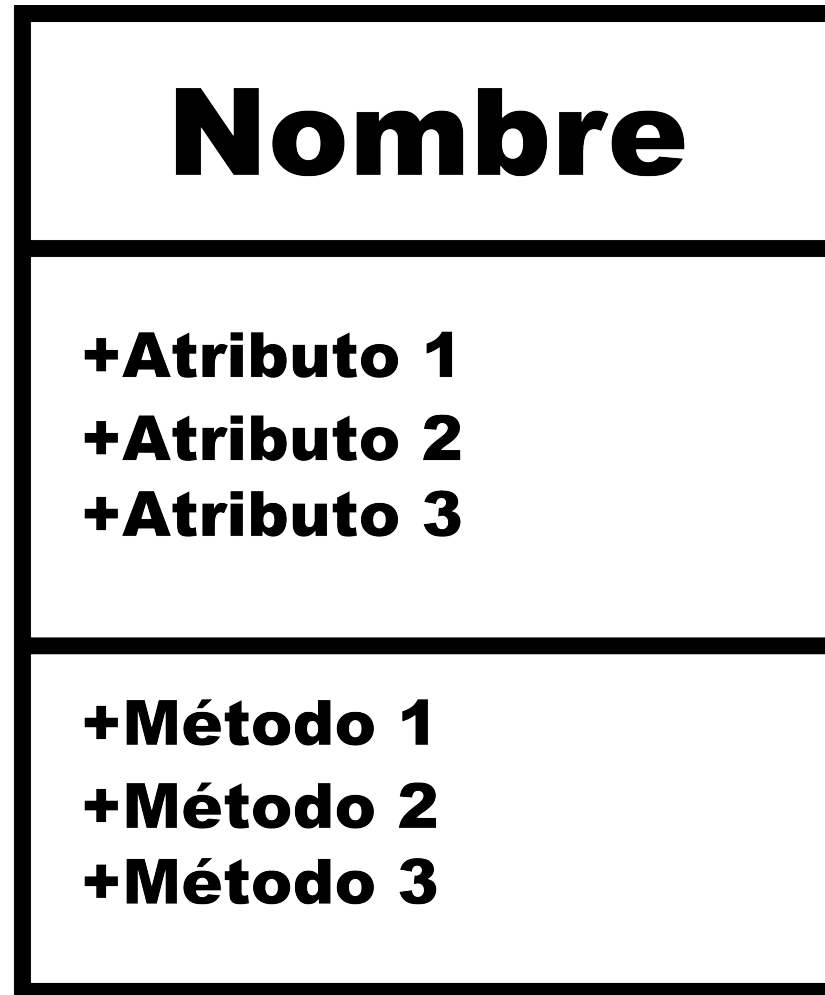 Nombre
+Atributo 1
+Atributo 2
+Atributo 3
+Método 1
+Método 2
+Método 3